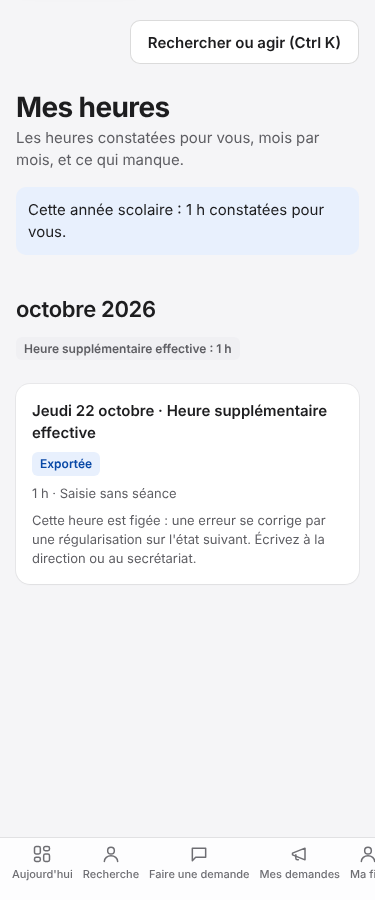 Rechercher ou agir (Ctrl K)
Mes heures
Les heures constatées pour vous, mois par
mois, et ce qui manque.
Cette année scolaire : 1 h constatées pour
vous.
octobre 2026
Heure supplémentaire effective : 1 h
Jeudi 22 octobre · Heure supplémentaire
effective
Exportée
1 h · Saisie sans séance
Cette heure est figée : une erreur se corrige par
une régularisation sur l'état suivant. Écrivez à la
direction ou au secrétariat.
Aujourd'hui Recherche Faire une demande Mes demandes Ma